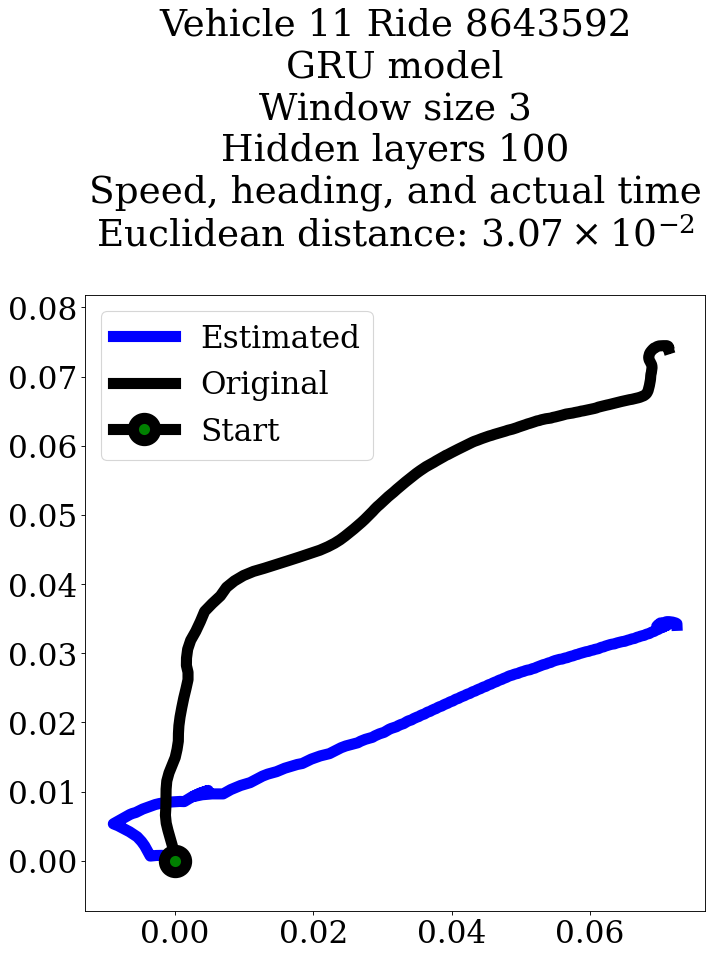 Vehicle 11 Ride 8643592
GRU model
Window size 3
Hidden layers 100
Speed, heading, and actual time
Euclidean distance: 3.07 × 10⁻²
Estimated
Original
Start
0.08
0.07
0.06
0.05
0.04
0.03
0.02
0.01
0.00
0.00 0.02 0.04 0.06